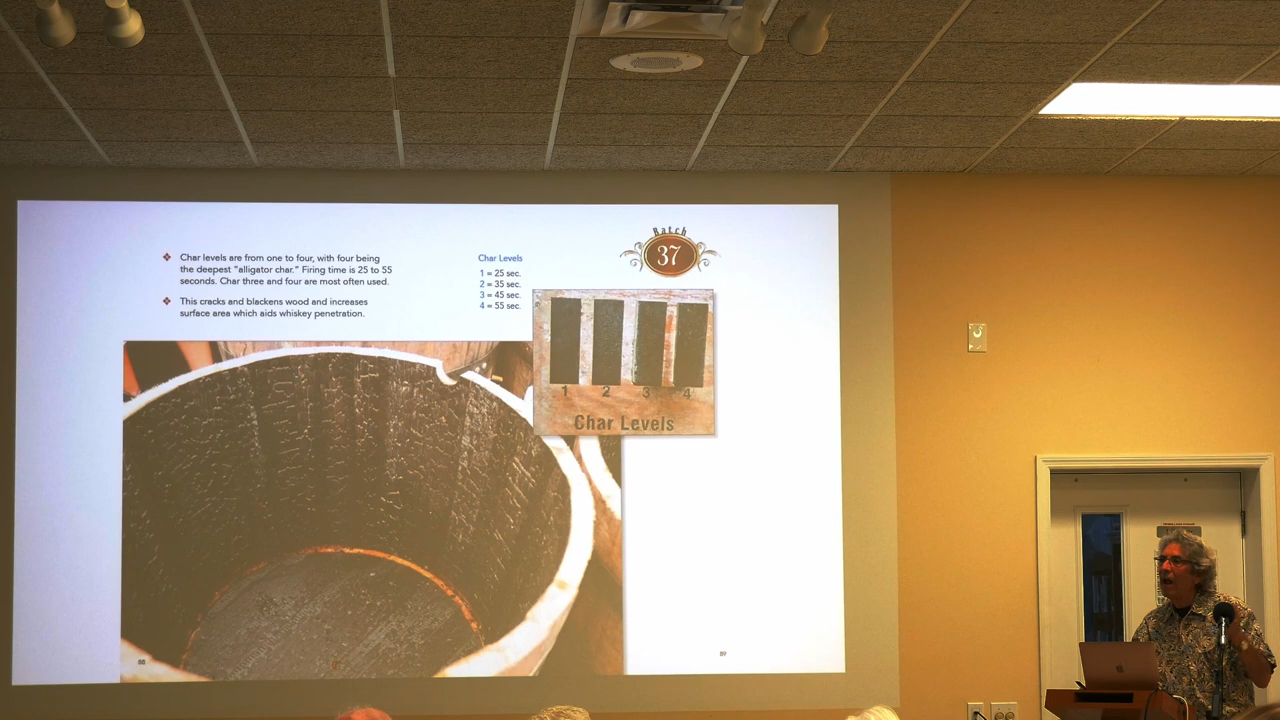 Char levels are from one to four, with four being
the deepest "alligator char." Firing time is 25 to 55
seconds. Char three and four are most often used.
This cracks and blackens wood and increases
surface area which aids whiskey penetration.
Char Levels
1 = 25 sec.
2 = 35 sec.
3 = 45 sec.
4 = 55 sec.
Batch
37
1 2 3 4
Char Levels
88
89